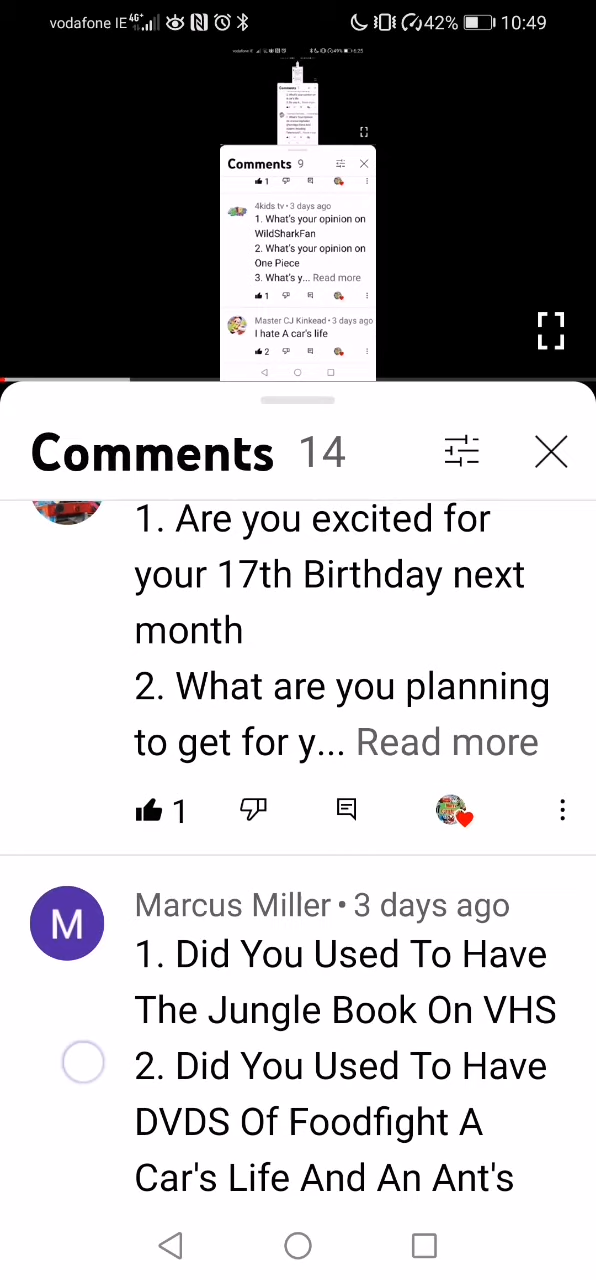 vodafone IE 4G+ 42% 10:49
Comments 9
1
4kids tv • 3 days ago
1. What's your opinion on
WildSharkFan
2. What's your opinion on
One Piece
3. What's y... Read more
1
Master CJ Kinkead • 3 days ago
I hate A car's life
2
Comments 14
1. Are you excited for
your 17th Birthday next
month
2. What are you planning
to get for y... Read more
1
M
Marcus Miller • 3 days ago
1. Did You Used To Have
The Jungle Book On VHS
2. Did You Used To Have
DVDS Of Foodfight A
Car's Life And An Ant's